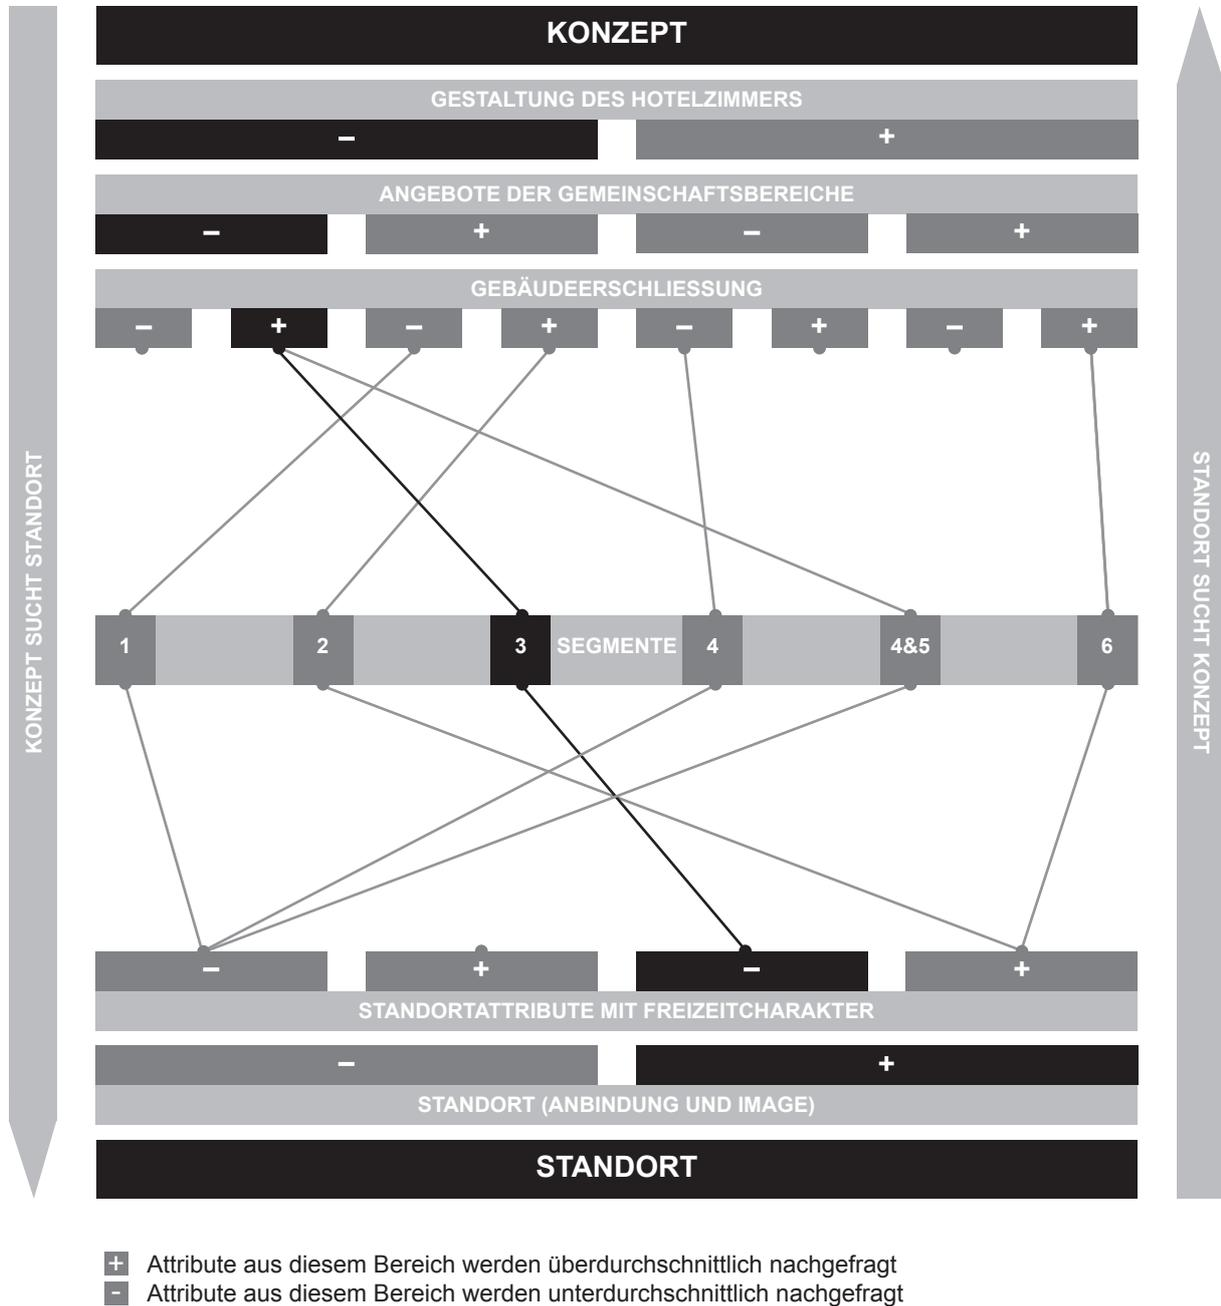 KONZEPT
GESTALTUNG DES HOTELZIMMERS
– +
ANGEBOTE DER GEMEINSCHAFTSBEREICHE
– + – +
GEBÄUDEERSCHLIESSUNG
– + – + – + – +
KONZEPT SUCHT STANDORT
STANDORT SUCHT KONZEPT
1 2 3 SEGMENTE 4 4&5 6
– + – +
STANDORTATTRIBUTE MIT FREIZEITCHARAKTER
– +
STANDORT (ANBINDUNG UND IMAGE)
STANDORT
+ Attribute aus diesem Bereich werden überdurchschnittlich nachgefragt
- Attribute aus diesem Bereich werden unterdurchschnittlich nachgefragt